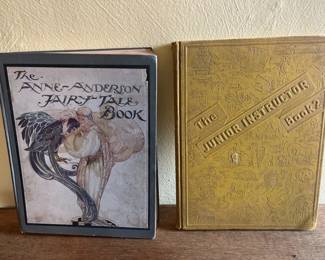 The
ANNE-ANDERSON
FAIRY-TALE
BOOK
The
JUNIOR INSTRUCTOR
Book 2